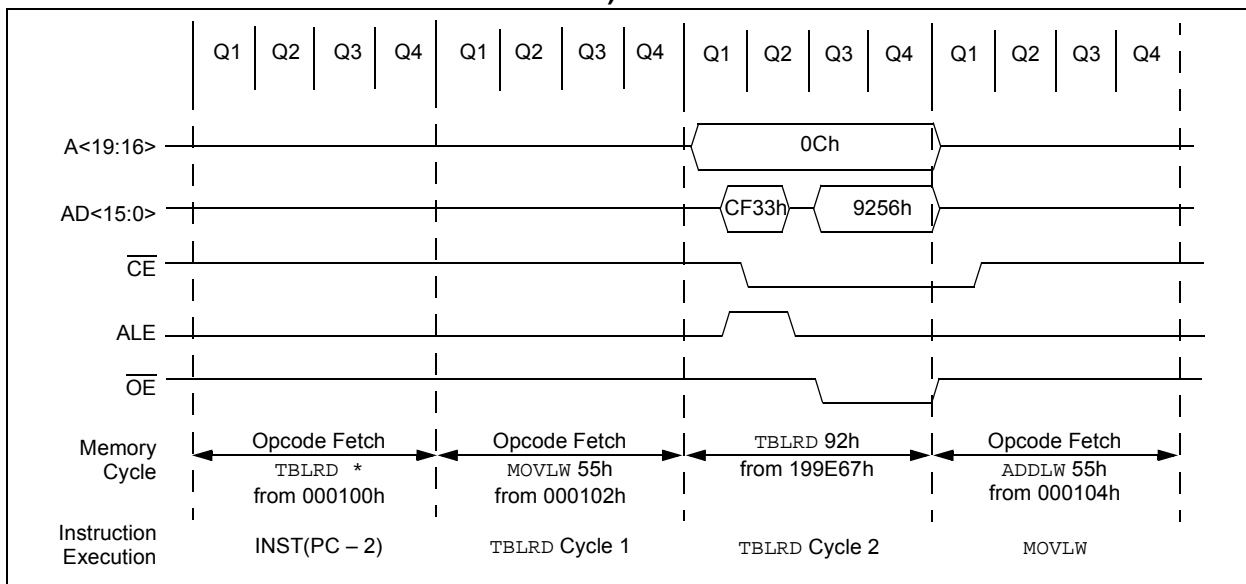 Q1 Q2 Q3 Q4 Q1 Q2 Q3 Q4 Q1 Q2 Q3 Q4 Q1 Q2 Q3 Q4
A<19:16>
0Ch
AD<15:0>
CF33h
9256h
CE
ALE
OE
Memory
Cycle
Opcode Fetch
TBLRD *
from 000100h
Opcode Fetch
MOVLW 55h
from 000102h
TBLRD 92h
from 199E67h
Opcode Fetch
ADDLW 55h
from 000104h
Instruction
Execution
INST(PC – 2)
TBLRD Cycle 1
TBLRD Cycle 2
MOVLW